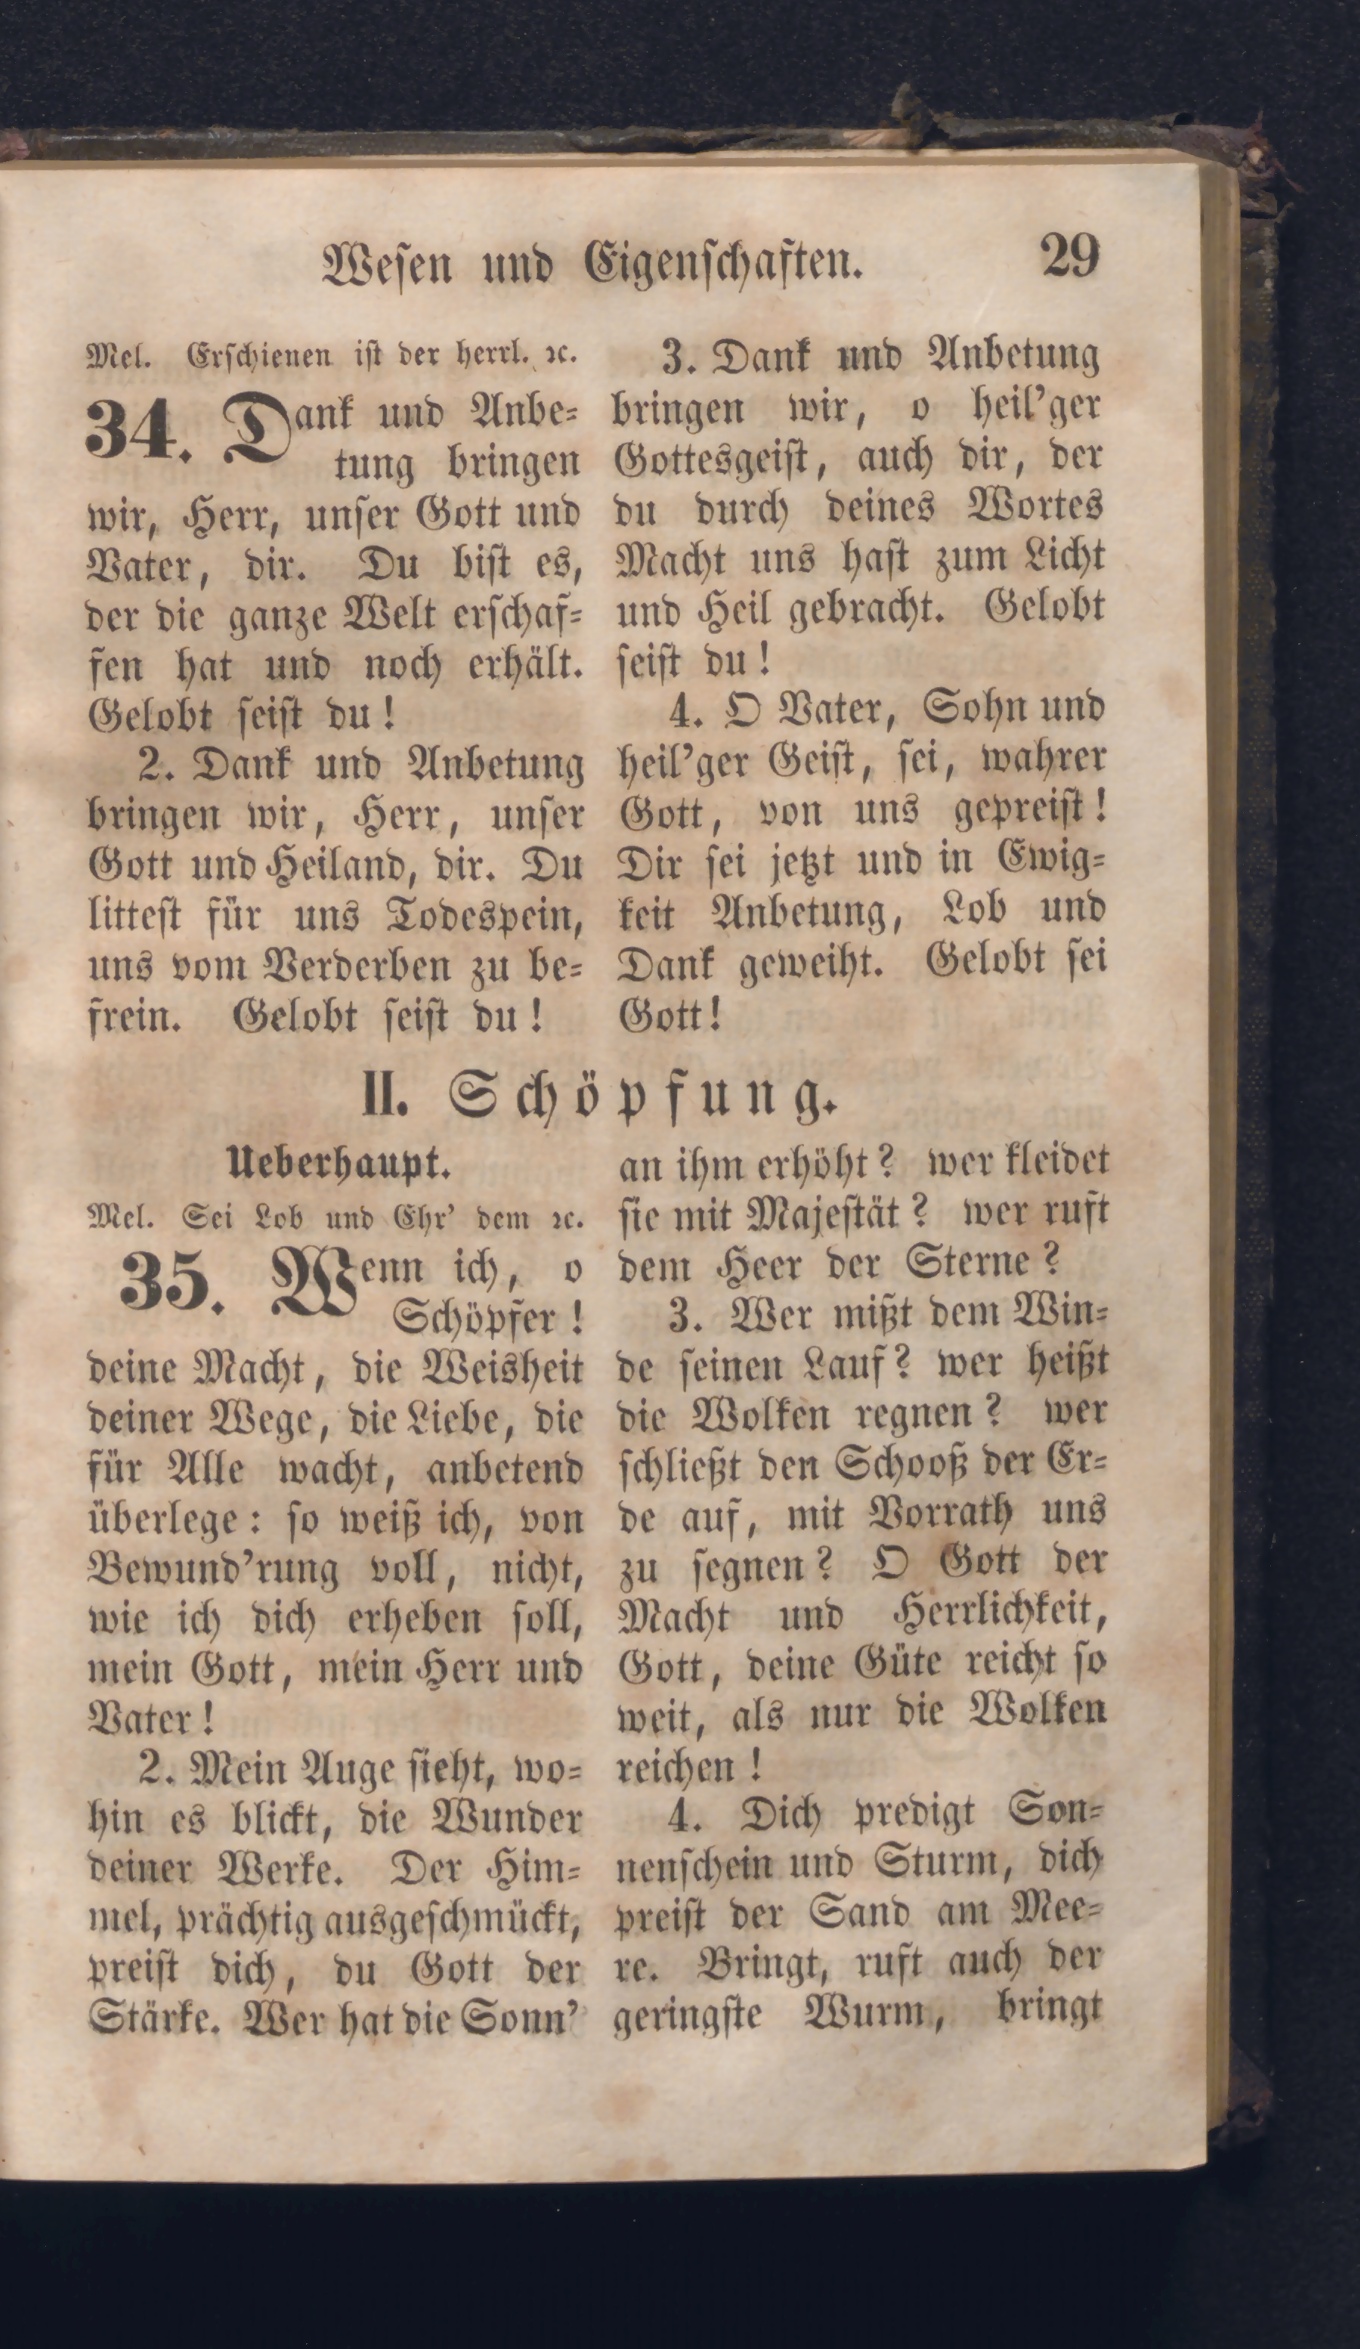 Wesen und Eigenschaften. 29
Mel. Erschienen ist der herrl. ꝛc.
34. Dank und Anbe-
tung bringen
wir, Herr, unser Gott und
Vater, dir. Du bist es,
der die ganze Welt erschaf-
fen hat und noch erhält.
Gelobt seist du!
2. Dank und Anbetung
bringen wir, Herr, unser
Gott und Heiland, dir. Du
littest für uns Todespein,
uns vom Verderben zu be-
frein. Gelobt seist du!
3. Dank und Anbetung
bringen wir, o heil'ger
Gottesgeist, auch dir, der
du durch deines Wortes
Macht uns hast zum Licht
und Heil gebracht. Gelobt
seist du!
4. O Vater, Sohn und
heil'ger Geist, sei, wahrer
Gott, von uns gepreist!
Dir sei jetzt und in Ewig-
keit Anbetung, Lob und
Dank geweiht. Gelobt sei
Gott!
II. Schöpfung.
Ueberhaupt.
Mel. Sei Lob und Ehr' dem ꝛc.
35. Wenn ich, o
Schöpfer!
deine Macht, die Weisheit
deiner Wege, die Liebe, die
für Alle wacht, anbetend
überlege: so weiß ich, von
Bewund'rung voll, nicht,
wie ich dich erheben soll,
mein Gott, mein Herr und
Vater!
2. Mein Auge sieht, wo-
hin es blickt, die Wunder
deiner Werke. Der Him-
mel, prächtig ausgeschmückt,
preist dich, du Gott der
Stärke. Wer hat die Sonn'
an ihm erhöht? wer kleidet
sie mit Majestät? wer ruft
dem Heer der Sterne?
3. Wer mißt dem Win-
de seinen Lauf? wer heißt
die Wolken regnen? wer
schließt den Schooß der Er-
de auf, mit Vorrath uns
zu segnen? O Gott der
Macht und Herrlichkeit,
Gott, deine Güte reicht so
weit, als nur die Wolken
reichen!
4. Dich predigt Son-
nenschein und Sturm, dich
preist der Sand am Mee-
re. Bringt, ruft auch der
geringste Wurm, bringt